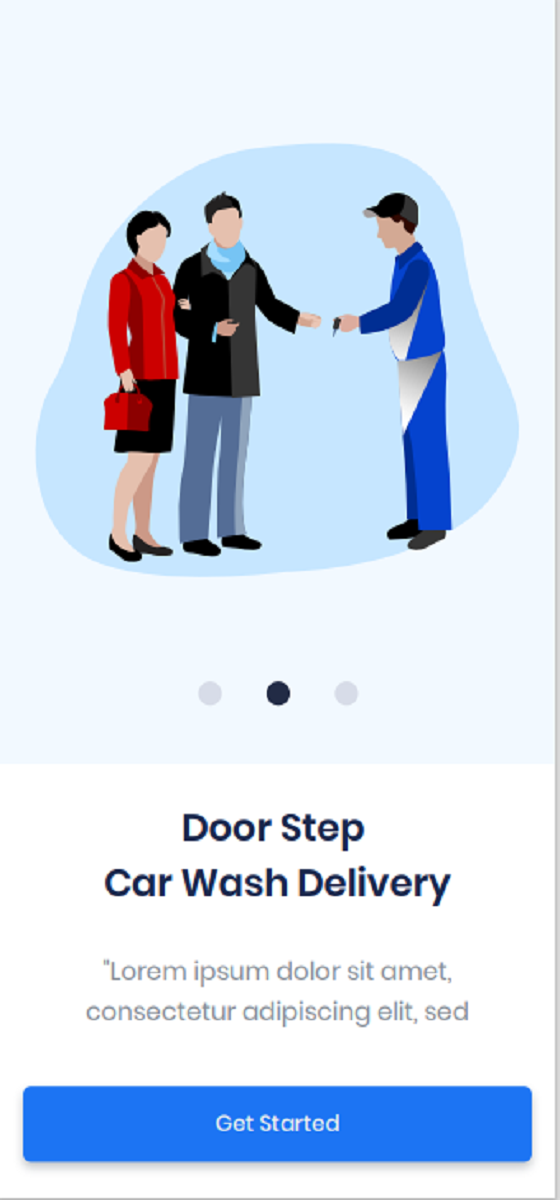 Door Step
Car Wash Delivery
"Lorem ipsum dolor sit amet,
consectetur adipiscing elit, sed
Get Started